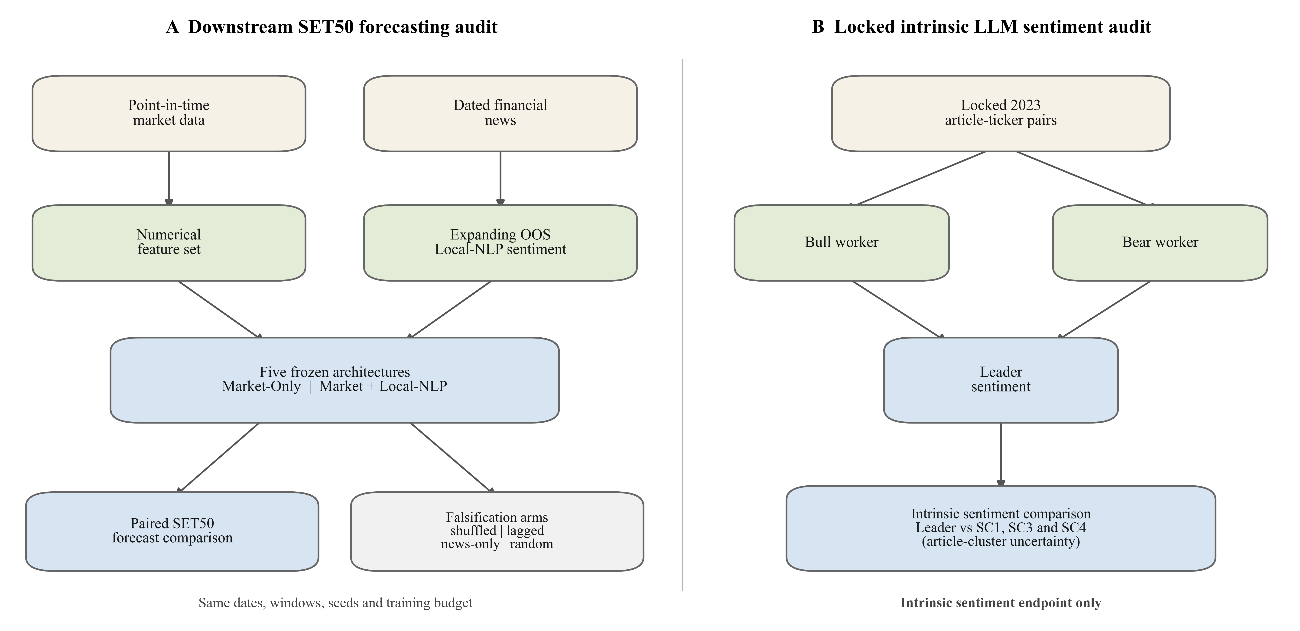 A Downstream SET50 forecasting audit
Point-in-time
market data
Dated financial
news
Numerical
feature set
Expanding OOS
Local-NLP sentiment
Five frozen architectures
Market-Only | Market + Local-NLP
Paired SET50
forecast comparison
Falsification arms
shuffled | lagged
news-only random
Same dates, windows, seeds and training budget
B Locked intrinsic LLM sentiment audit
Locked 2023
article-ticker pairs
Bull worker
Bear worker
Leader
sentiment
Intrinsic sentiment comparison
Leader vs SC1, SC3 and SC4
(article-cluster uncertainty)
Intrinsic sentiment endpoint only